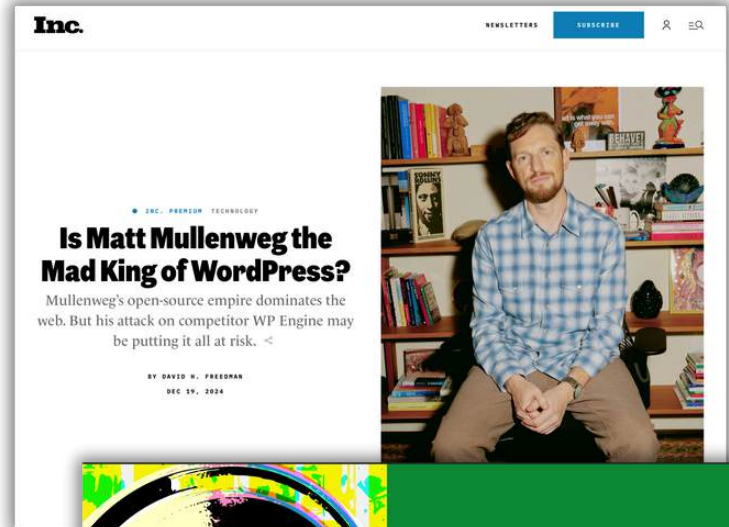 Inc.
NEWSLETTERS
SUBSCRIBE
INC. PREMIUM TECHNOLOGY
Is Matt Mullenweg the
Mad King of WordPress?
Mullenweg's open-source empire dominates the
web. But his attack on competitor WP Engine may
be putting it all at risk.
BY DAVID H. FREEDMAN
DEC 19, 2024
BEHAVE!
SONNY
ROLLINS